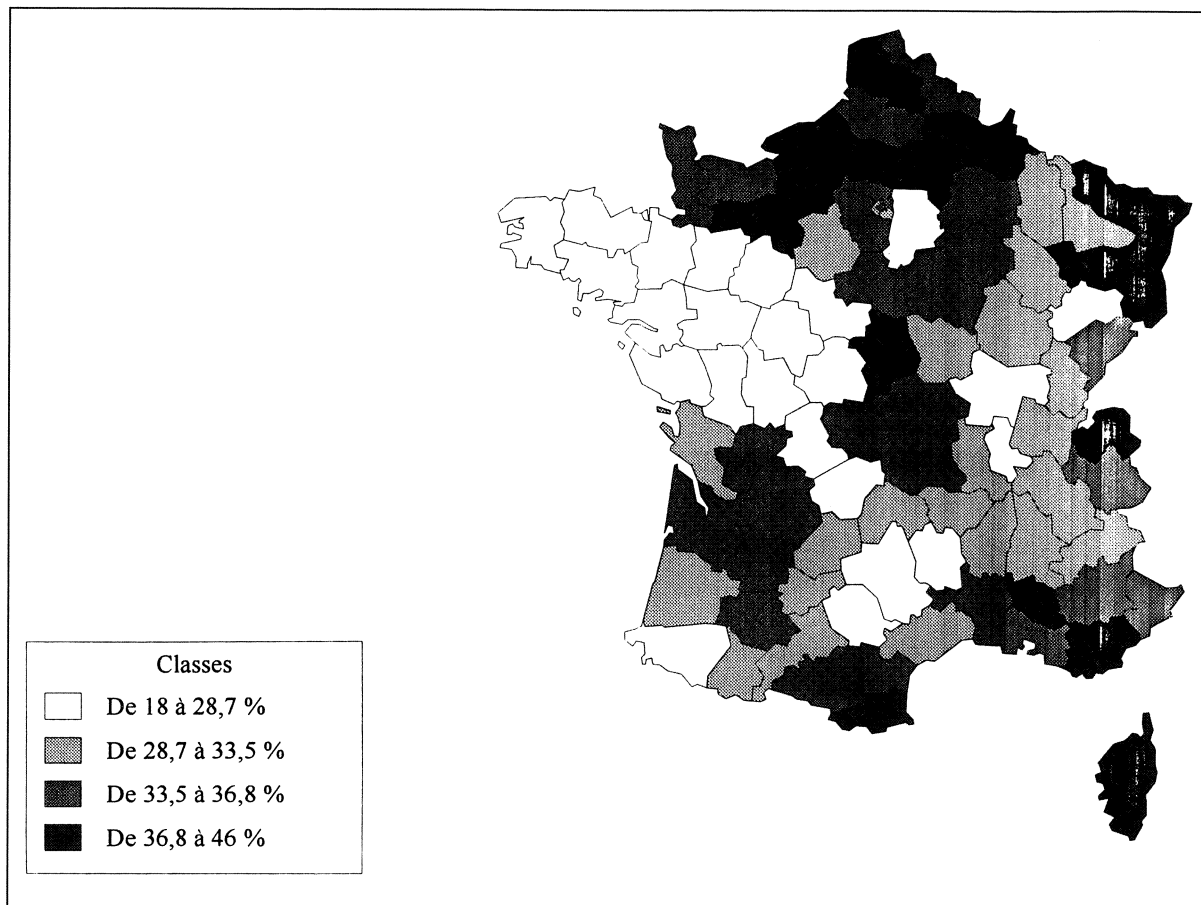 Classes
De 18 à 28,7 %
De 28,7 à 33,5 %
De 33,5 à 36,8 %
De 36,8 à 46 %